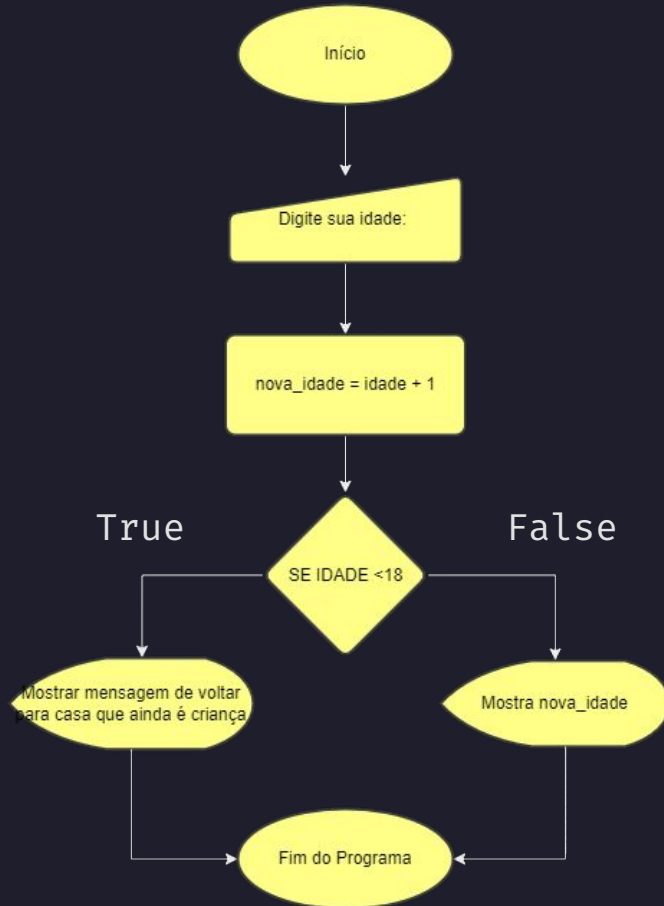 Início
Digite sua idade:
nova_idade = idade + 1
True
False
SE IDADE <18
Mostrar mensagem de voltar
para casa que ainda é criança
Mostra nova_idade
Fim do Programa